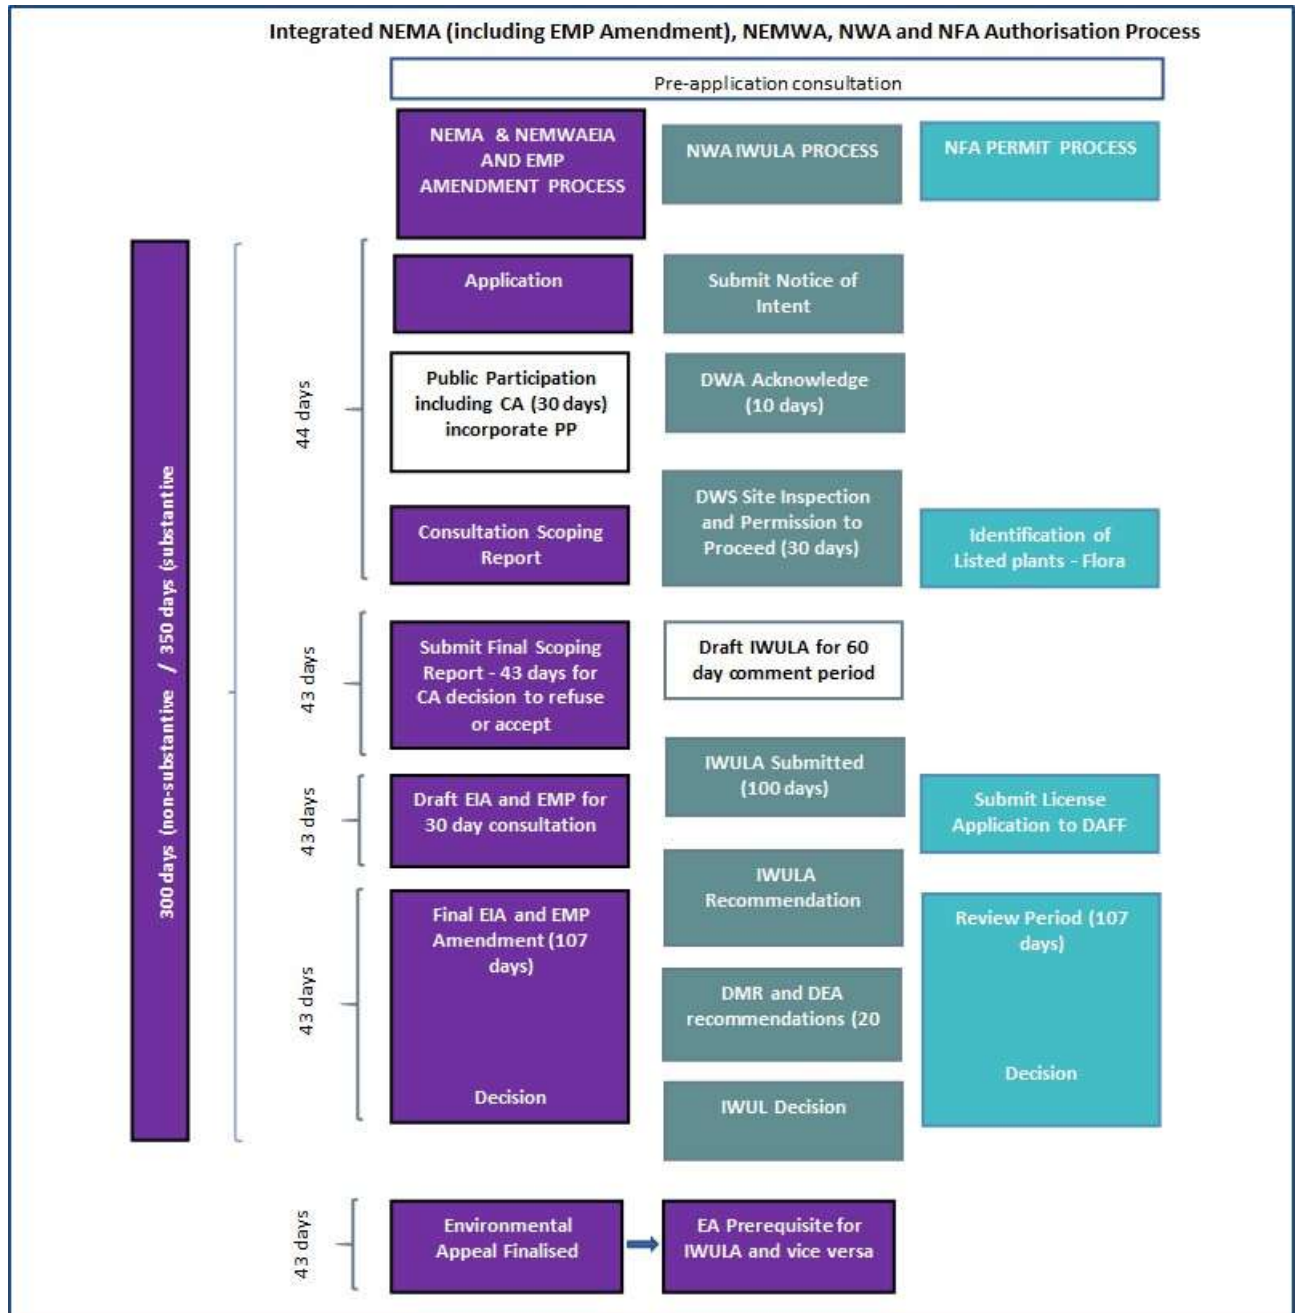 Integrated NEMA (including EMP Amendment), NEMWA, NWA and NFA Authorisation Process
Pre-application consultation
NEMA & NEMWAEIA
AND EMP
AMENDMENT PROCESS
NWA IWULA PROCESS
NFA PERMIT PROCESS
300 days (non-substantive / 350 days (substantive
44 days
Application
Submit Notice of
Intent
Public Participation
including CA (30 days)
incorporate PP
DWA Acknowledge
(10 days)
Consultation Scoping
Report
DWS Site Inspection
and Permission to
Proceed (30 days)
Identification of
Listed plants - Flora
43 days
Submit Final Scoping
Report - 43 days for
CA decision to refuse
or accept
Draft IWULA for 60
day comment period
IWULA Submitted
(100 days)
43 days
Draft EIA and EMP for
30 day consultation
Submit License
Application to DAFF
IWULA
Recommendation
43 days
Final EIA and EMP
Amendment (107
days)
Decision
Review Period (107
days)
Decision
DMR and DEA
recommendations (20
IWUL Decision
43 days
Environmental
Appeal Finalised
EA Prerequisite for
IWULA and vice versa